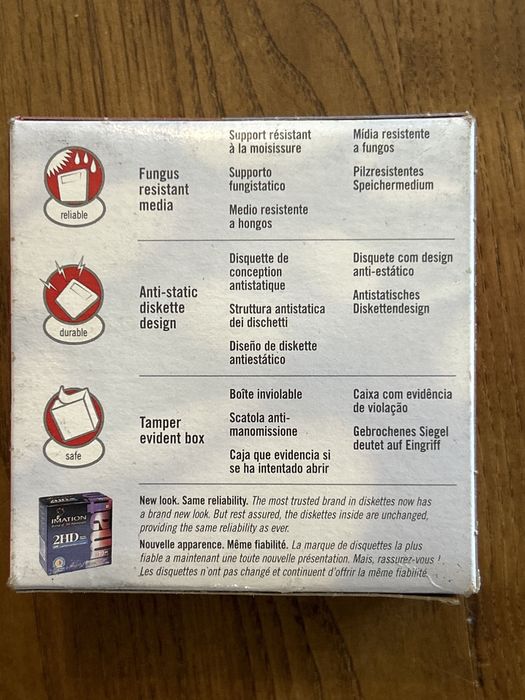 reliable
Fungus
resistant
media
Support résistant
à la moisissure
Supporto
fungistatico
Medio resistente
a hongos
Mídia resistente
a fungos
Pilzresistentes
Speichermedium
durable
Anti-static
diskette
design
Disquette de
conception
antistatique
Struttura antistatica
dei dischetti
Diseño de diskette
antiestático
Disquete com design
anti-estático
Antistatisches
Diskettendesign
safe
Tamper
evident box
Boîte inviolable
Scatola anti-
manomissione
Caja que evidencia si
se ha intentado abrir
Caixa com evidência
de violação
Gebrochenes Siegel
deutet auf Eingriff
IMATION
2HD
New look. Same reliability. The most trusted brand in diskettes now has
a brand new look. But rest assured, the diskettes inside are unchanged,
providing the same reliability as ever.
Nouvelle apparence. Même fiabilité. La marque de disquettes la plus
fiable a maintenant une toute nouvelle présentation. Mais, rassurez-vous !
Les disquettes n'ont pas changé et continuent d'offrir la même fiabilité.